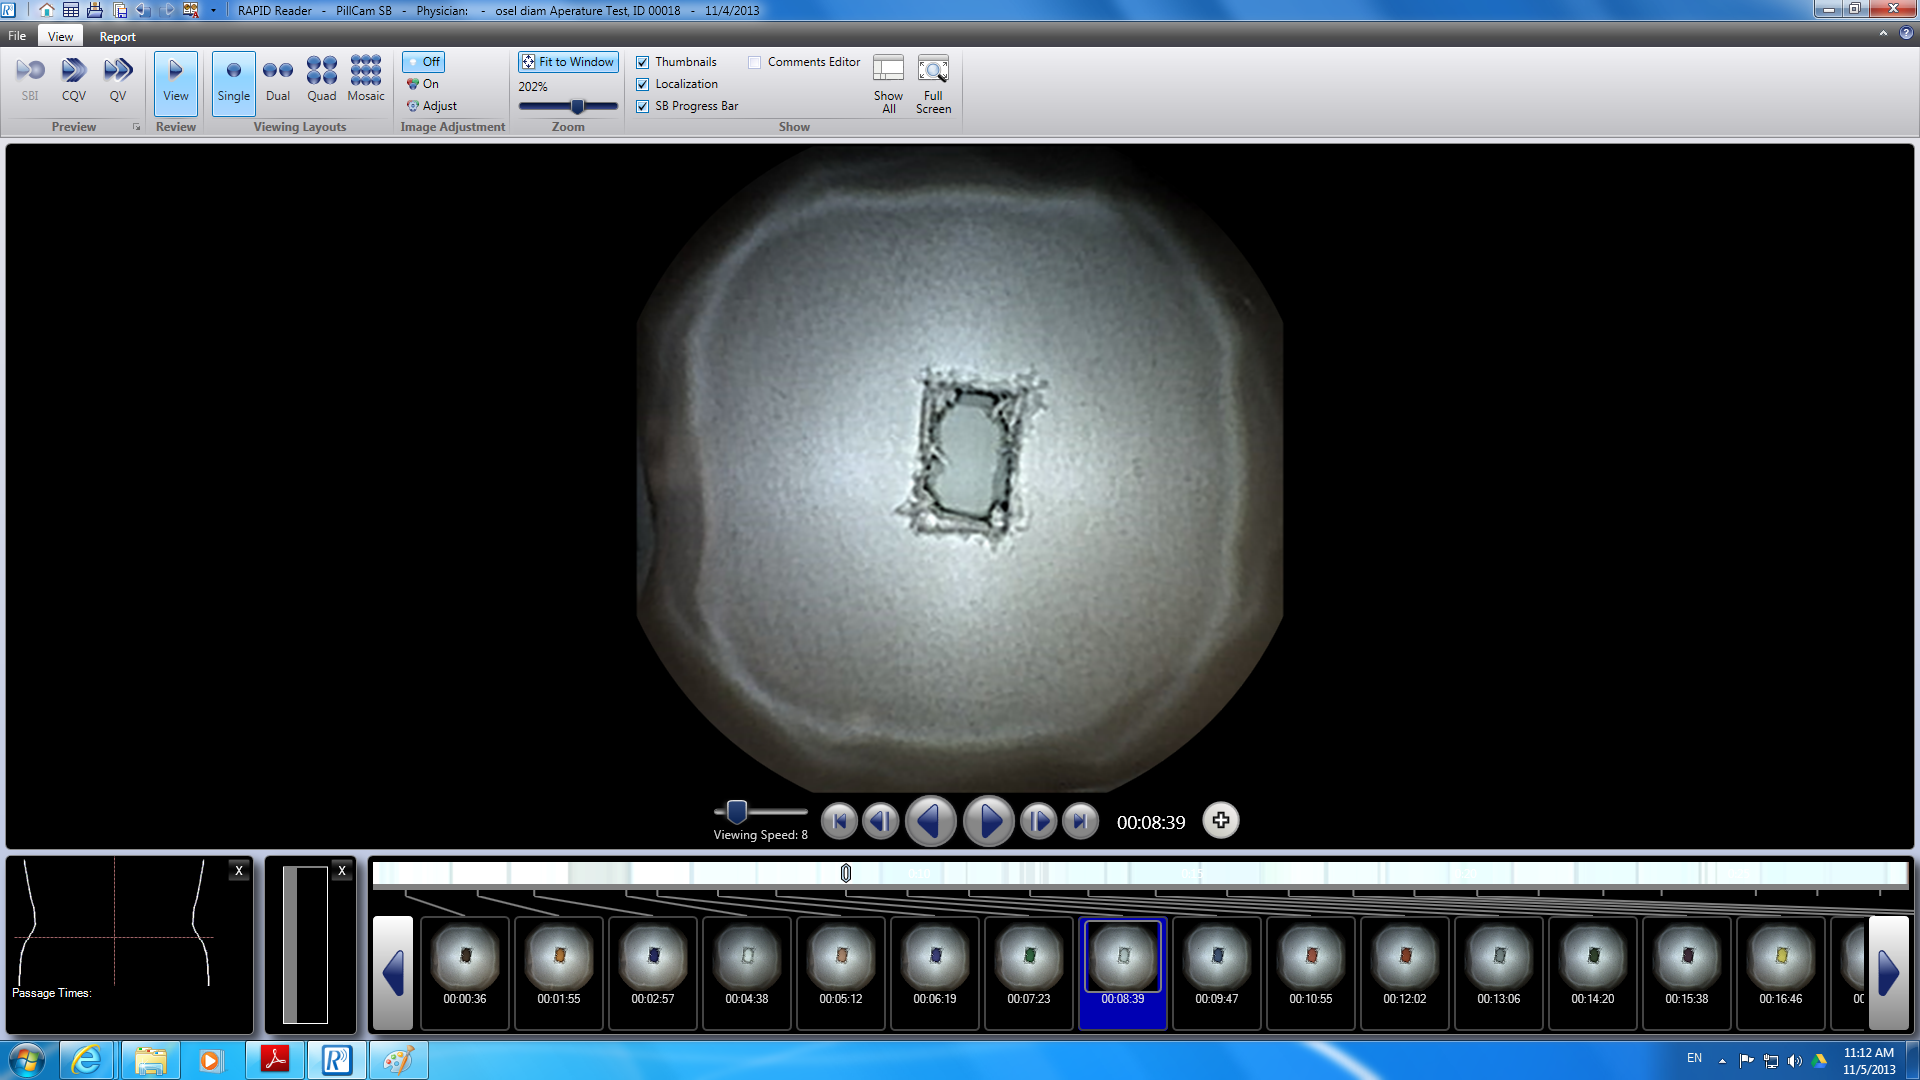 RAPID Reader - PillCam SB - Physician: - osel diam Aperature Test, ID 00018 - 11/4/2013
File View Report
SBI CQV QV
Preview
View
Review
Single Dual Quad Mosaic
Viewing Layouts
Off
On
Adjust
Image Adjustment
Fit to Window
202%
Zoom
Thumbnails Comments Editor
Localization
SB Progress Bar
Show All
Full Screen
Show
Viewing Speed: 8
00:08:39
X
X
Passage Times:
00:00:36 00:01:55 00:02:57 00:04:38 00:05:12 00:06:19 00:07:23 00:08:39 00:09:47 00:10:55 00:12:02 00:13:06 00:14:20 00:15:38 00:16:46 00
EN
11:12 AM
11/5/2013